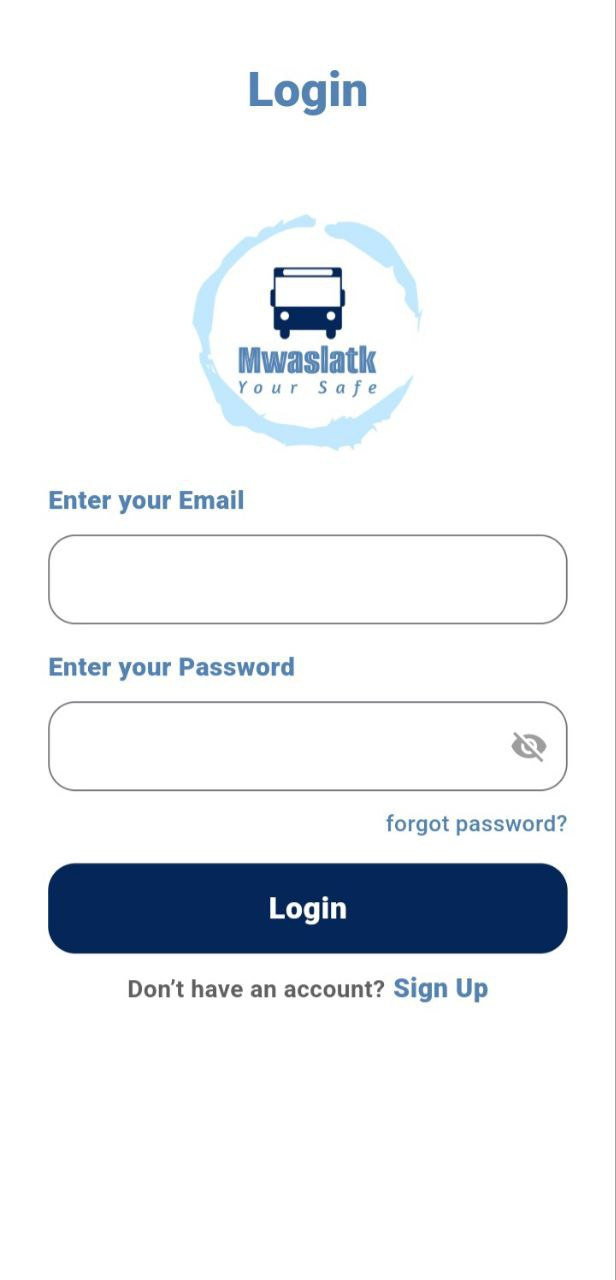 Login
Mwaslatk
Your Safe
Enter your Email
Enter your Password
forgot password?
Login
Don’t have an account? Sign Up